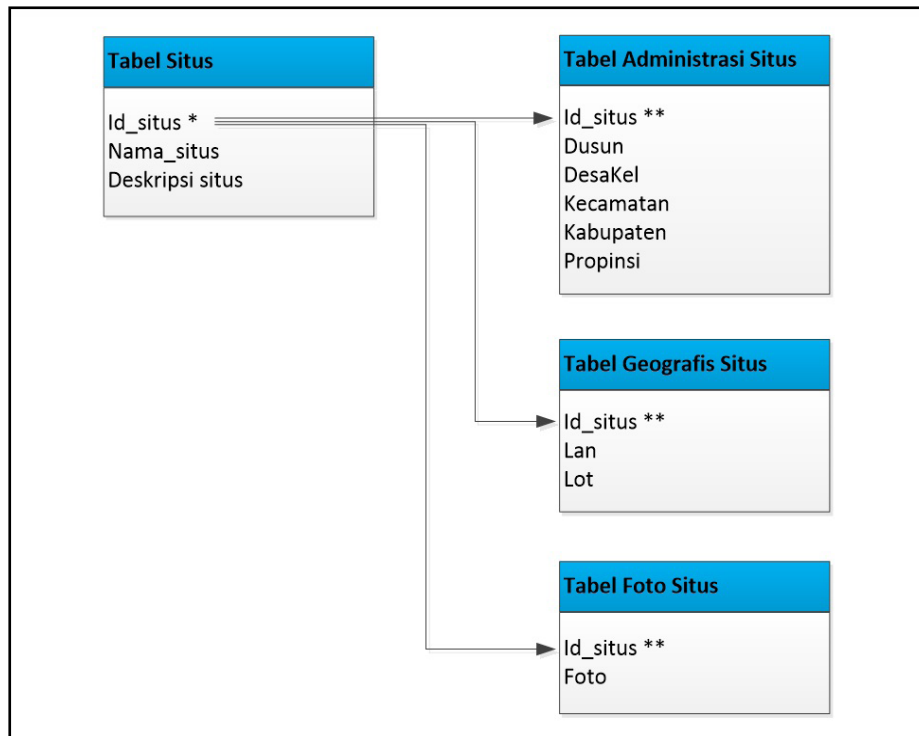 Tabel Situs
Id_situs *
Nama_situs
Deskripsi situs
Tabel Administrasi Situs
Id_situs **
Dusun
DesaKel
Kecamatan
Kabupaten
Propinsi
Tabel Geografis Situs
Id_situs **
Lan
Lot
Tabel Foto Situs
Id_situs **
Foto